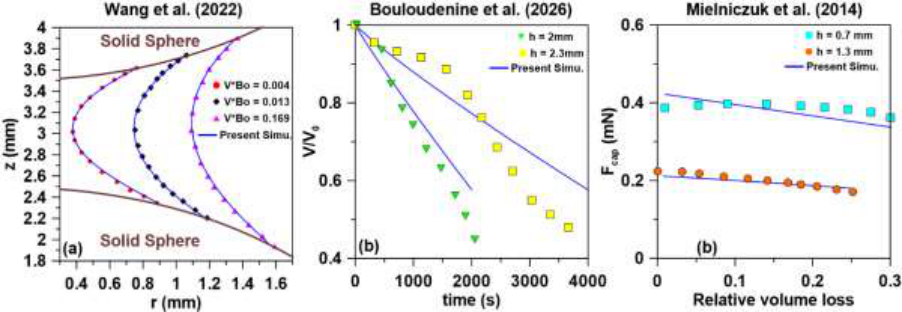 Wang et al. (2022)
Bouloudenine et al. (2026)
Mielniczuk et al. (2014)
4
3.8
3.6
3.4
3.2
3
2.8
2.6
2.4
2.2
2
1.8
z (mm)
Solid Sphere
V*Bo = 0.004
V*Bo = 0.013
V*Bo = 0.169
Present Simu.
Solid Sphere
(a)
0.4 0.6 0.8 1 1.2 1.4 1.6
r (mm)
1
0.8
0.6
0.4
V/V₀
h = 2mm
h = 2.3mm
Present Simu.
(b)
0 1000 2000 3000 4000
time (s)
0.6
0.4
0.2
0
F_cap (mN)
h = 0.7 mm
h = 1.3 mm
Present Simu.
(b)
0 0.1 0.2 0.3
Relative volume loss